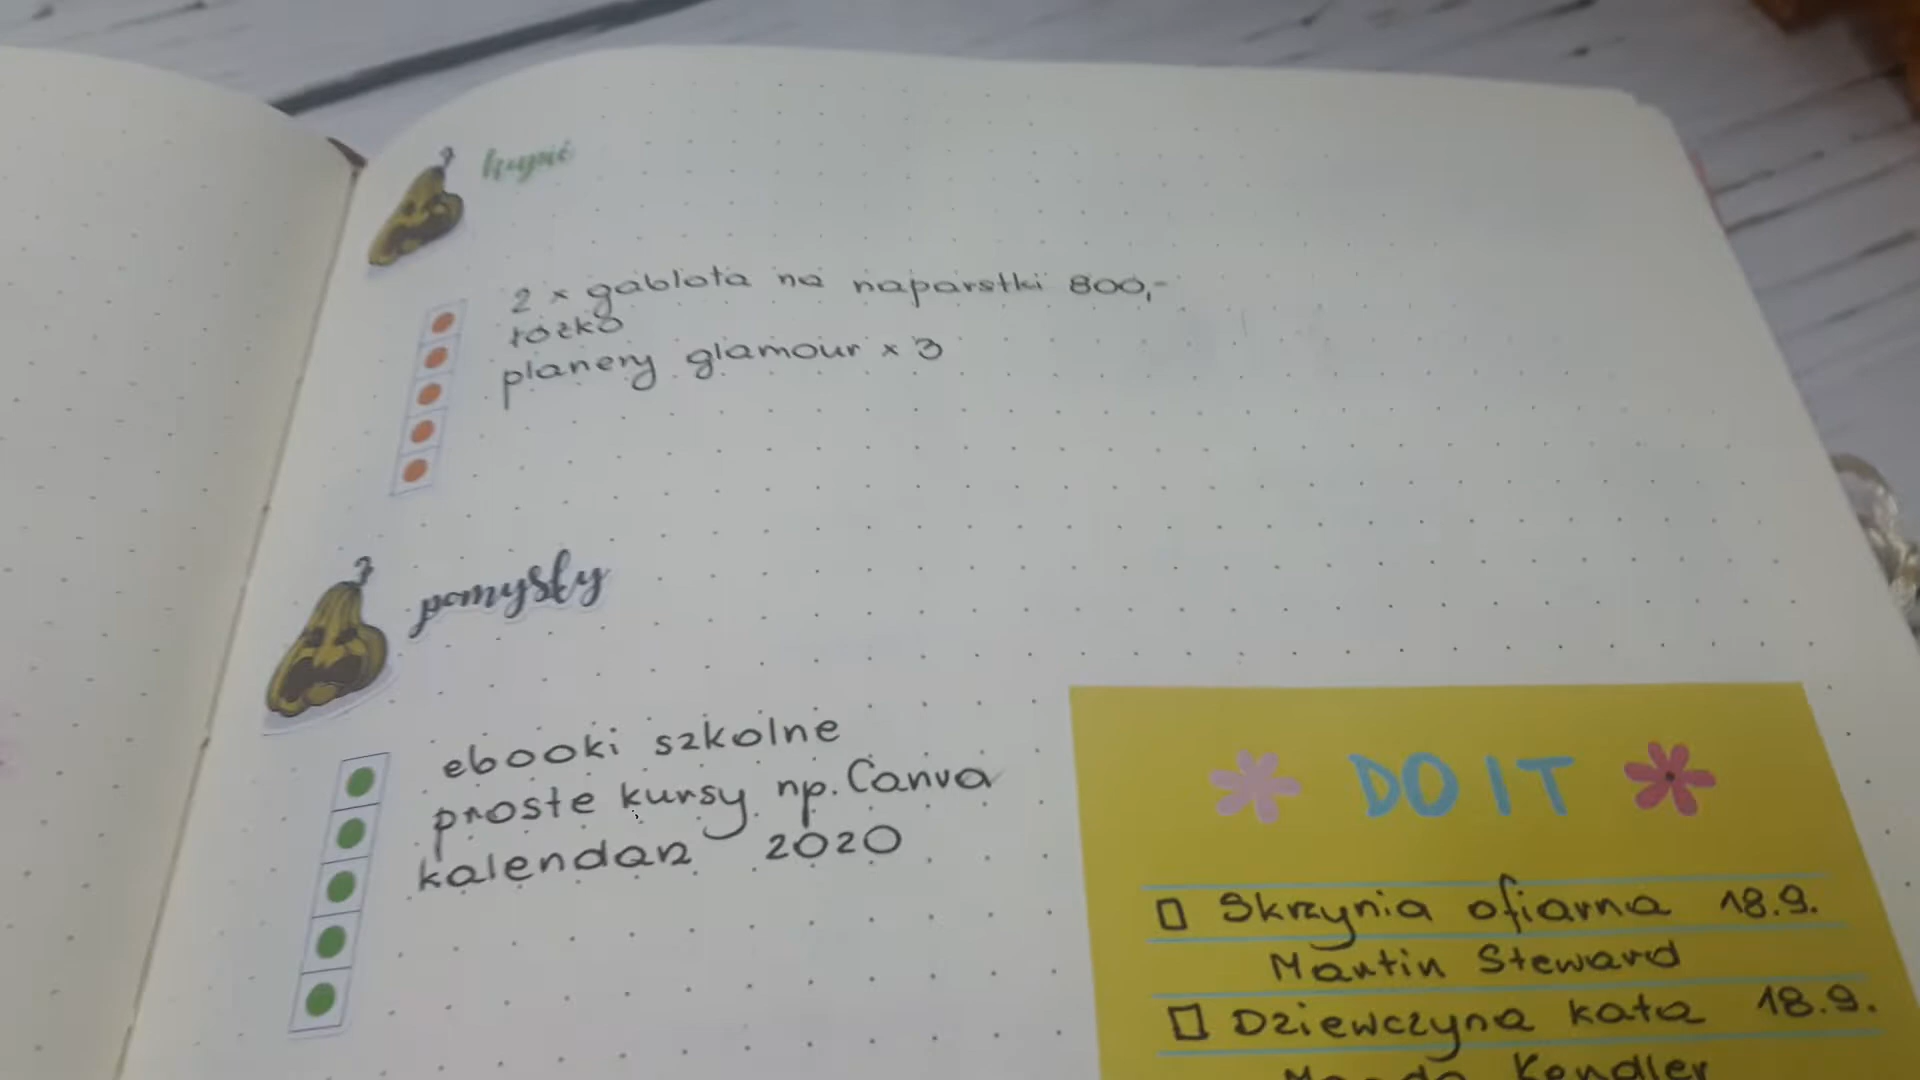 kupić
2 x gablota na naparstki 800,-
łóżko
planery glamour x 3
pomysły
ebooki szkolne
proste kursy np. Canva
kalendarz 2020
DO IT
Skrzynia ofiarna 18.9.
Martin Steward
Dziewczyna kata 18.9.
Kendler